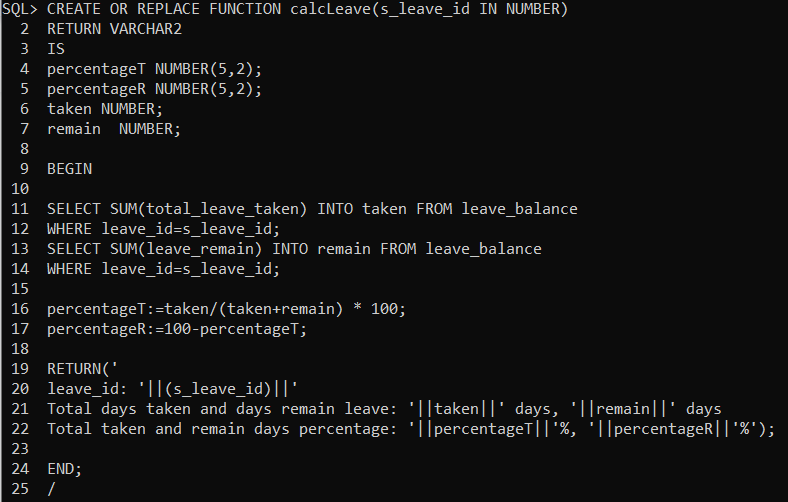 SQL> CREATE OR REPLACE FUNCTION calcLeave(s_leave_id IN NUMBER)
  2  RETURN VARCHAR2
  3  IS
  4  percentageT NUMBER(5,2);
  5  percentageR NUMBER(5,2);
  6  taken NUMBER;
  7  remain  NUMBER;
  8
  9  BEGIN
 10
 11  SELECT SUM(total_leave_taken) INTO taken FROM leave_balance
 12  WHERE leave_id=s_leave_id;
 13  SELECT SUM(leave_remain) INTO remain FROM leave_balance
 14  WHERE leave_id=s_leave_id;
 15
 16  percentageT:=taken/(taken+remain) * 100;
 17  percentageR:=100-percentageT;
 18
 19  RETURN('
 20  leave_id: '||(s_leave_id)||'
 21  Total days taken and days remain leave: '||taken||' days, '||remain||' days
 22  Total taken and remain days percentage: '||percentageT||'%, '||percentageR||'%');
 23
 24  END;
 25  /